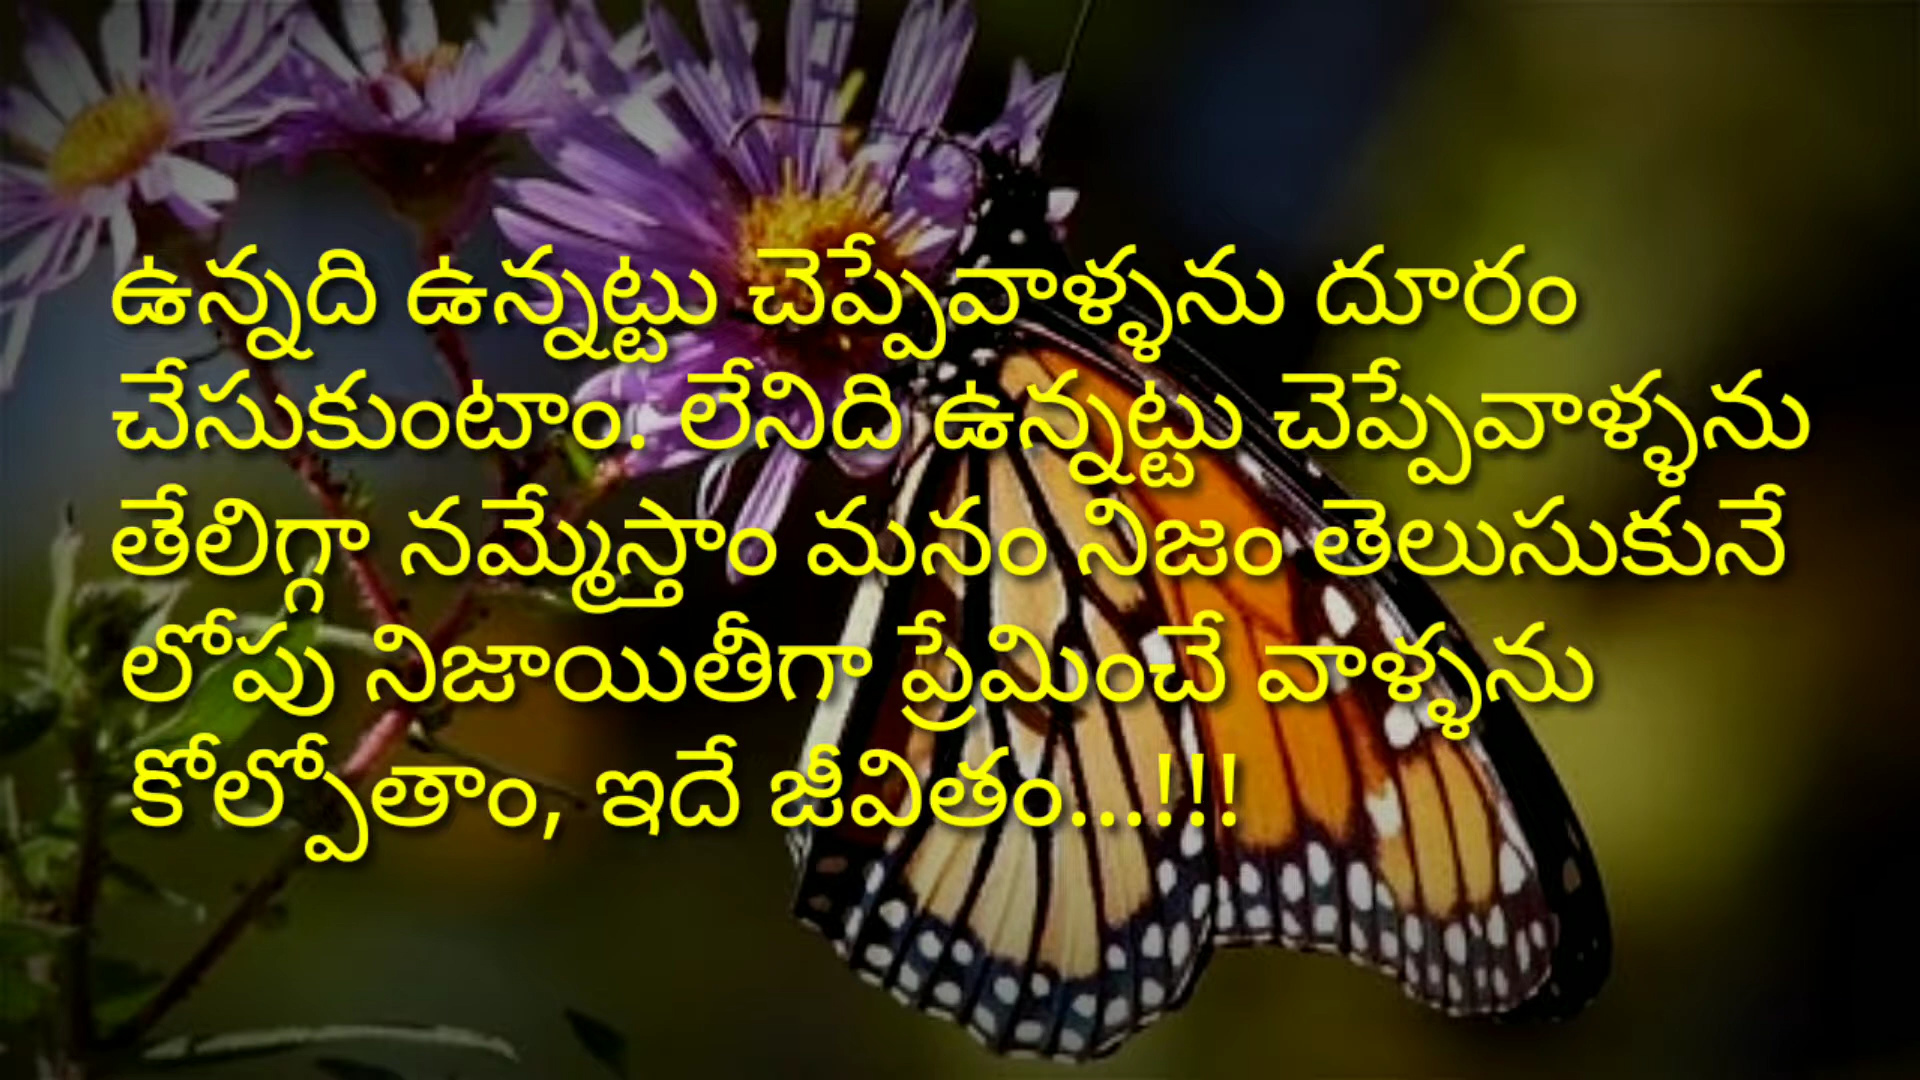 ఉన్నది ఉన్నట్టు చెప్పేవాళ్ళను దూరం
చేసుకుంటాం. లేనిది ఉన్నట్టు చెప్పేవాళ్ళను
తేలిగ్గా నమ్మేస్తాం మనం నిజం తెలుసుకునే
లోపు నిజాయితీగా ప్రేమించే వాళ్ళను
కోల్పోతాం, ఇదే జీవితం...!!!